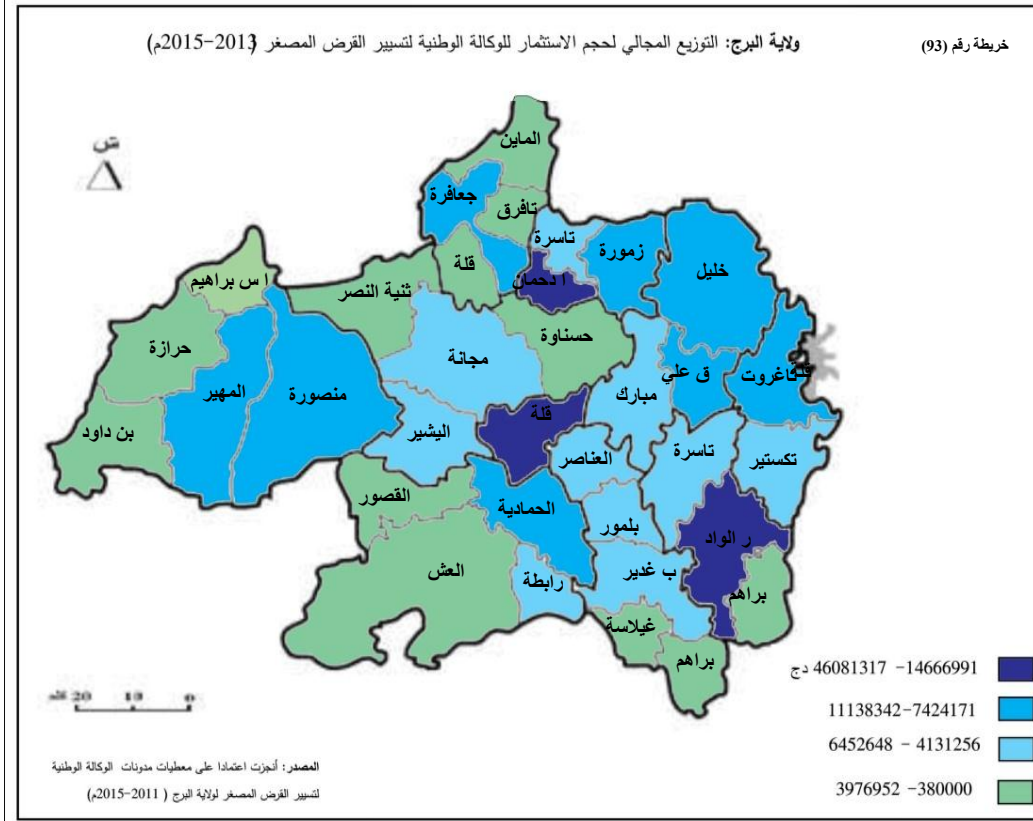 خريطة رقم (93)
ولاية البرج: التوزيع المجالي لحجم الاستثمار للوكالة الوطنية لتسيير القرض المصغر (2013-2015م)
ش
الماين
جعافرة
تافرق
تاسرة
زمورة
خليل
قلة
ا دحمان
ا س براهيم
ثنية النصر
حسناوة
حرازة
مجانة
ق علي
تاغروت
المهير
منصورة
مبارك
قلة
بن داود
اليشير
العناصر
تاسرة
تكستير
القصور
الحمادية
بلمور
ر الواد
العش
رابطة
ب غدير
براهم
غيلاسة
براهم
14666991- 46081317 دج
7424171-11138342
4131256 - 6452648
380000- 3976952
0 10 20 كلم
المصدر: أنجزت اعتمادا على معطيات مدونات الوكالة الوطنية
لتسيير القرض المصغر لولاية البرج ( 2011-2015م)